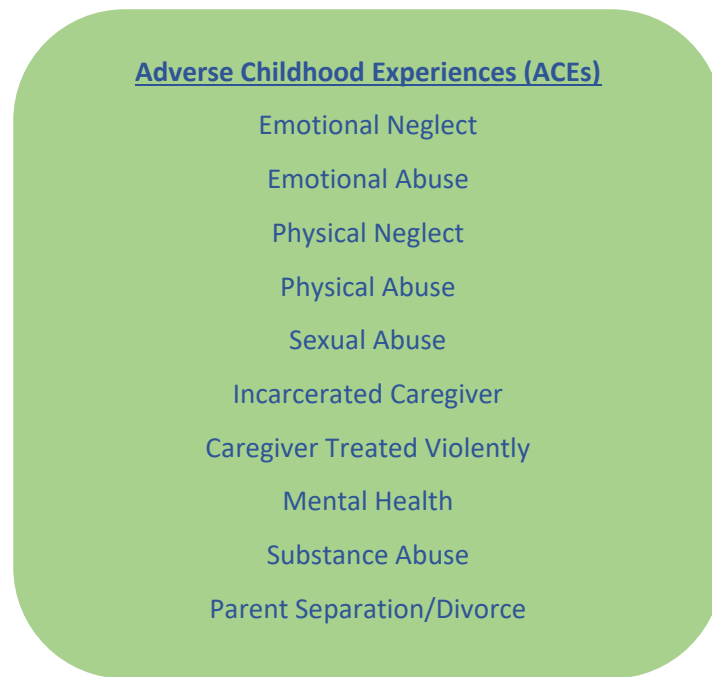 Adverse Childhood Experiences (ACEs)
Emotional Neglect
Emotional Abuse
Physical Neglect
Physical Abuse
Sexual Abuse
Incarcerated Caregiver
Caregiver Treated Violently
Mental Health
Substance Abuse
Parent Separation/Divorce